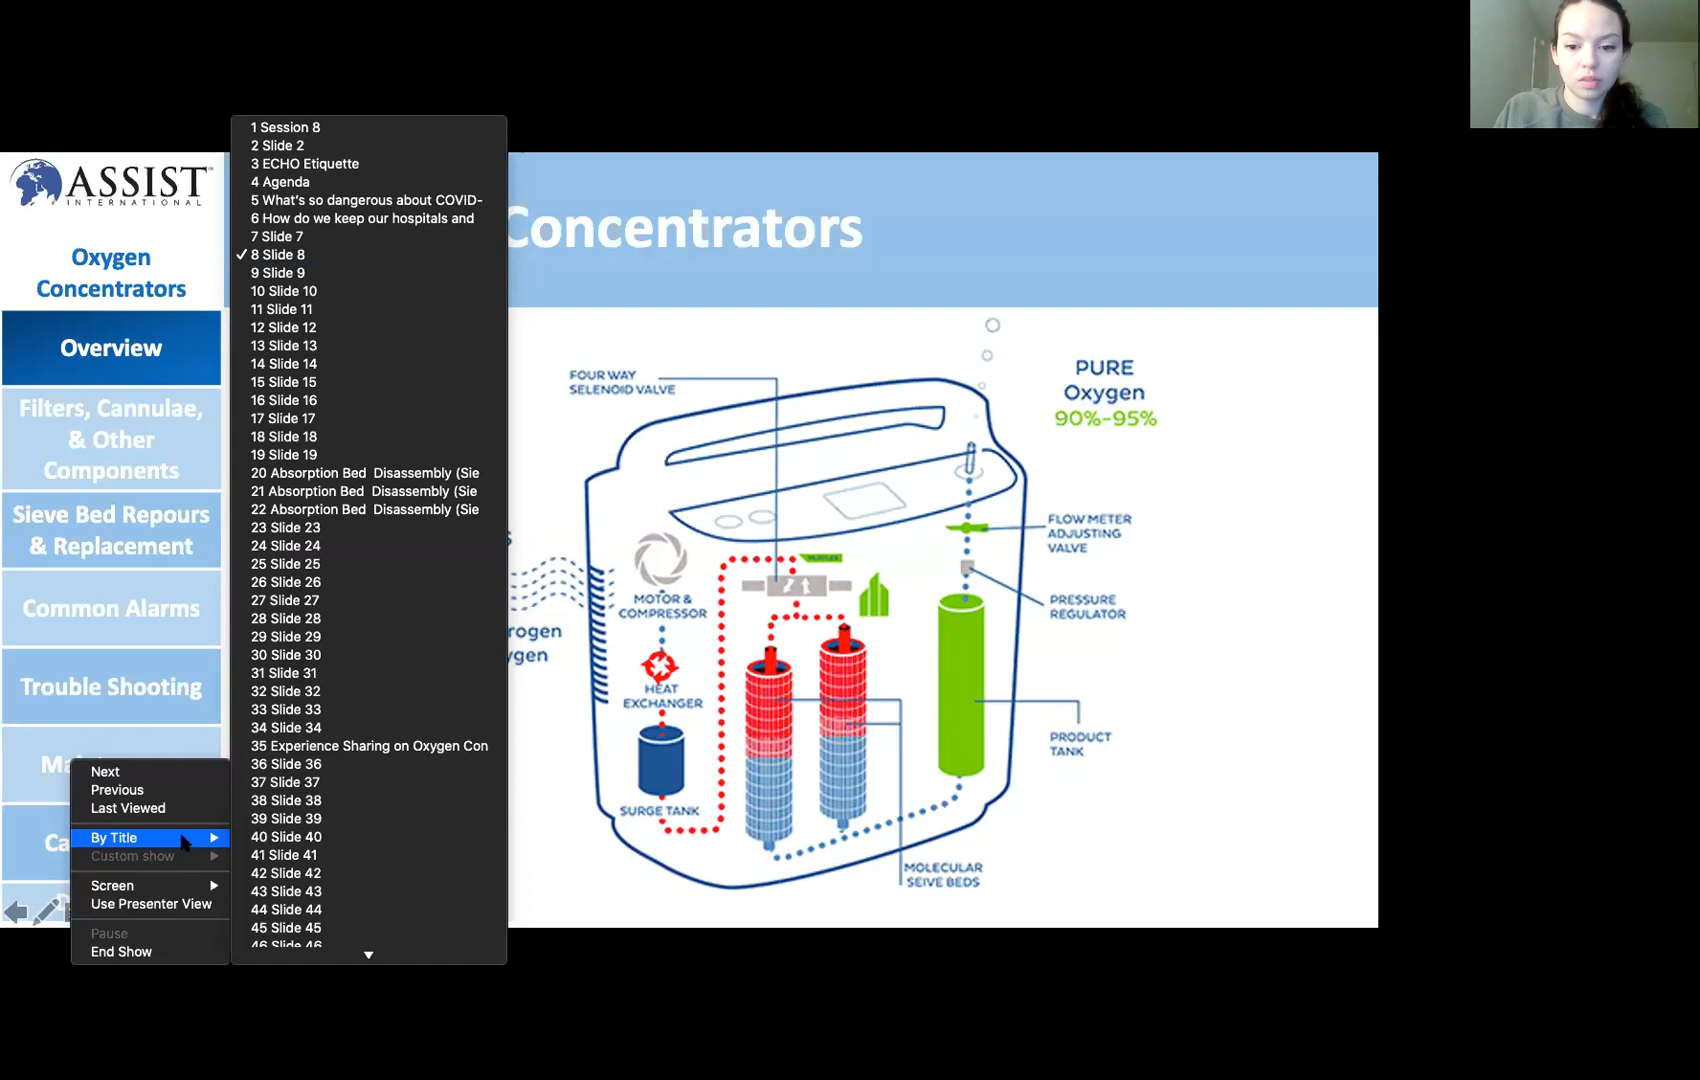 ASSIST
INTERNATIONAL
Oxygen
Concentrators
Overview
Filters, Cannulae,
& Other
Components
Sieve Bed Repours
& Replacement
Common Alarms
Trouble Shooting
Next
Previous
Last Viewed
By Title
Custom show
Screen
Use Presenter View
Pause
End Show
1 Session 8
2 Slide 2
3 ECHO Etiquette
4 Agenda
5 What's so dangerous about COVID-
6 How do we keep our hospitals and
7 Slide 7
✓ 8 Slide 8
9 Slide 9
10 Slide 10
11 Slide 11
12 Slide 12
13 Slide 13
14 Slide 14
15 Slide 15
16 Slide 16
17 Slide 17
18 Slide 18
19 Slide 19
20 Absorption Bed  Disassembly (Sie
21 Absorption Bed  Disassembly (Sie
22 Absorption Bed  Disassembly (Sie
23 Slide 23
24 Slide 24
25 Slide 25
26 Slide 26
27 Slide 27
28 Slide 28
29 Slide 29
30 Slide 30
31 Slide 31
32 Slide 32
33 Slide 33
34 Slide 34
35 Experience Sharing on Oxygen Con
36 Slide 36
37 Slide 37
38 Slide 38
39 Slide 39
40 Slide 40
41 Slide 41
42 Slide 42
43 Slide 43
44 Slide 44
45 Slide 45
46 Slide 46
Concentrators
FOUR WAY
SELENOID VALVE
PURE
Oxygen
90%-95%
FLOW METER
ADJUSTING
VALVE
PRESSURE
REGULATOR
MOTOR &
COMPRESSOR
rogen
ygen
HEAT
EXCHANGER
SURGE TANK
PRODUCT
TANK
MOLECULAR
SEIVE BEDS